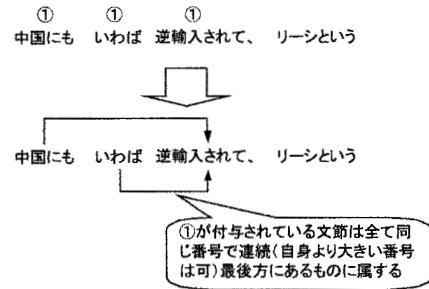 ① ① ①
中国にも いわば 逆輸入されて、 リーシという
中国にも いわば 逆輸入されて、 リーシという
①が付与されている文節は全て同
じ番号で連続(自身より大きい番号
は可)最後方にあるものに属する